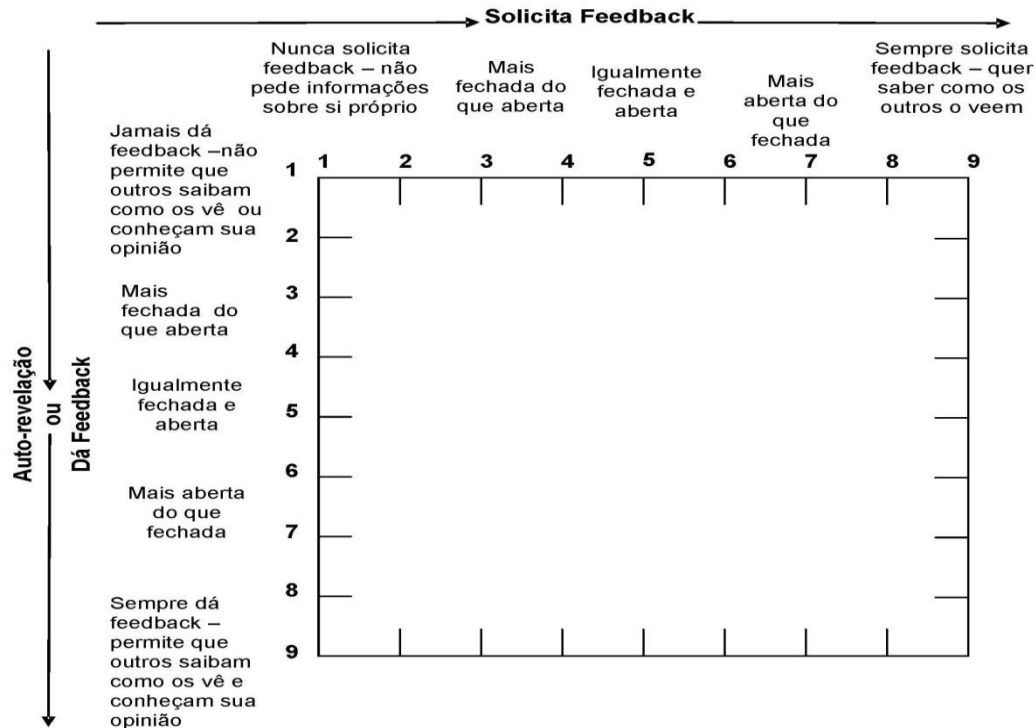 Solicita Feedback
Nunca solicita
feedback – não
pede informações
sobre si próprio
Mais
fechada do
que aberta
Igualmente
fechada e
aberta
Mais
aberta do
que
fechada
Sempre solicita
feedback – quer
saber como os
outros o veem
Jamais dá
feedback –não
permite que
outros saibam
como os vê ou
conheçam sua
opinião
1 2 3 4 5 6 7 8 9
1
2
3
4
5
6
7
8
9
Mais
fechada do
que aberta
Igualmente
fechada e
aberta
Mais aberta
do que
fechada
Sempre dá
feedback –
permite que
outros saibam
como os vê e
conheçam sua
opinião
Auto-revelação
ou
Dá Feedback